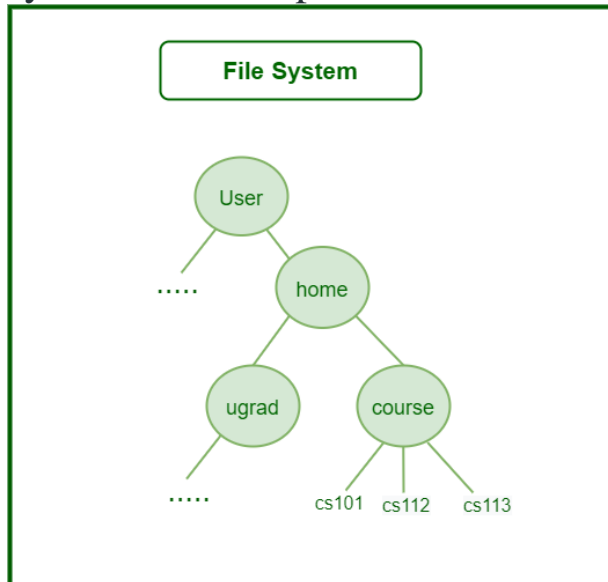 File System
User
.....
home
ugrad
course
.....
cs101
cs112
cs113